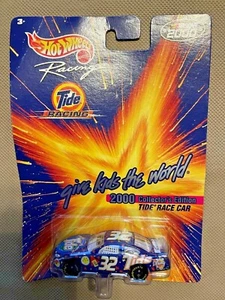 3+
Hot Wheels
2000
Racing
Tide
RACING
give kids the world
2000 Collector's Edition
TIDE RACE CAR
32 Tide